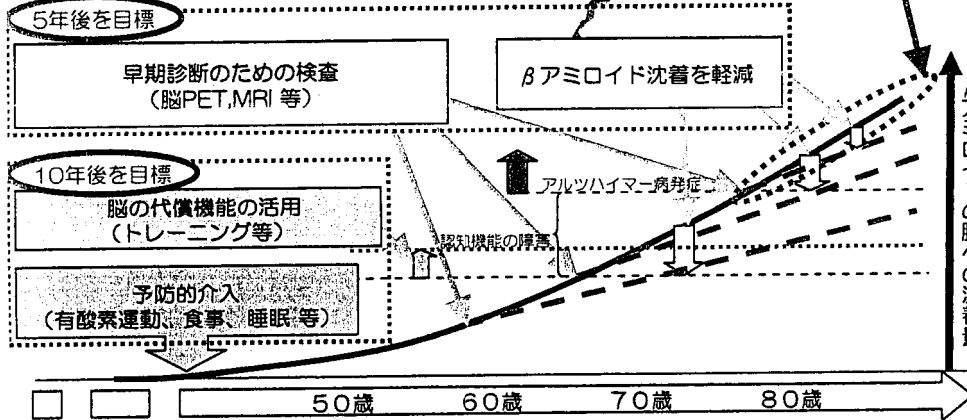 5年後を目標
早期診断のための検査
(脳PET,MRI 等)
βアミロイド沈着を軽減
10年後を目標
脳の代償機能の活用
(トレーニング等)
アルツハイマー病発症
認知機能の障害
予防的介入
(有酸素運動、食事、睡眠 等)
50歳
60歳
70歳
80歳